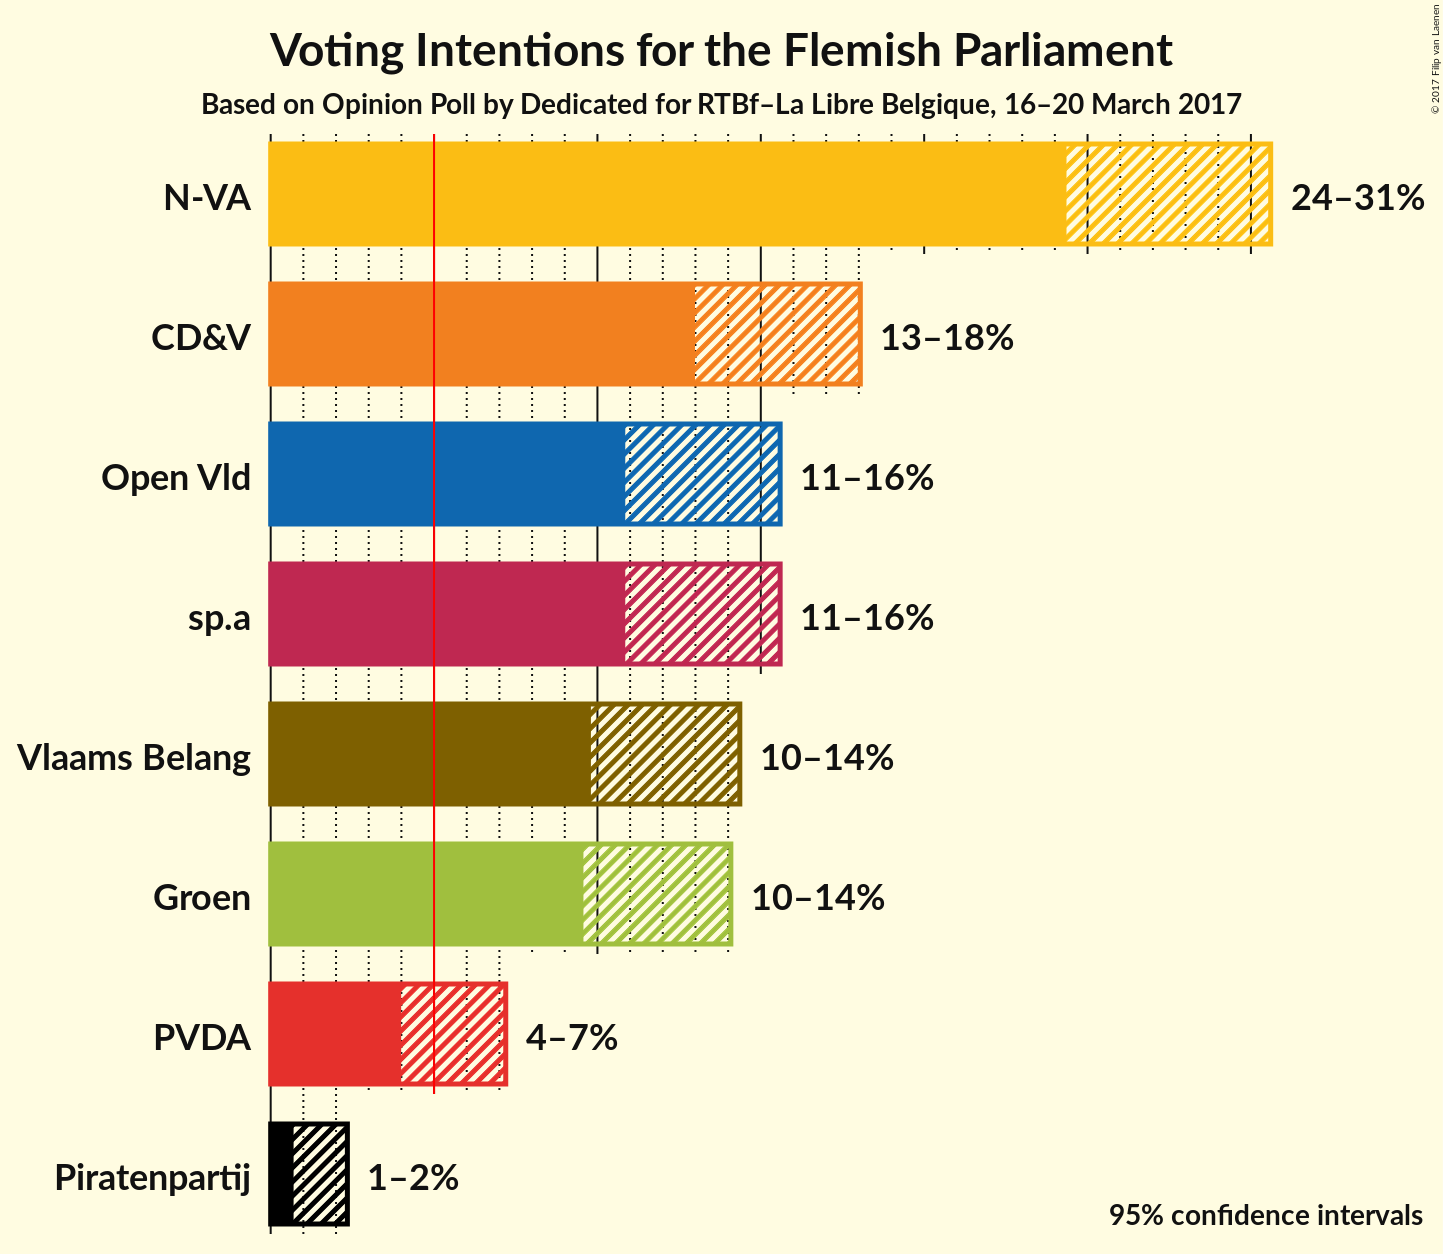 Voting Intentions for the Flemish Parliament
Based on Opinion Poll by Dedicated for RTBf–La Libre Belgique, 16–20 March 2017
© 2017 Filip van Laenen
N-VA 24–31%
CD&V 13–18%
Open Vld 11–16%
sp.a 11–16%
Vlaams Belang 10–14%
Groen 10–14%
PVDA 4–7%
Piratenpartij 1–2%
95% confidence intervals